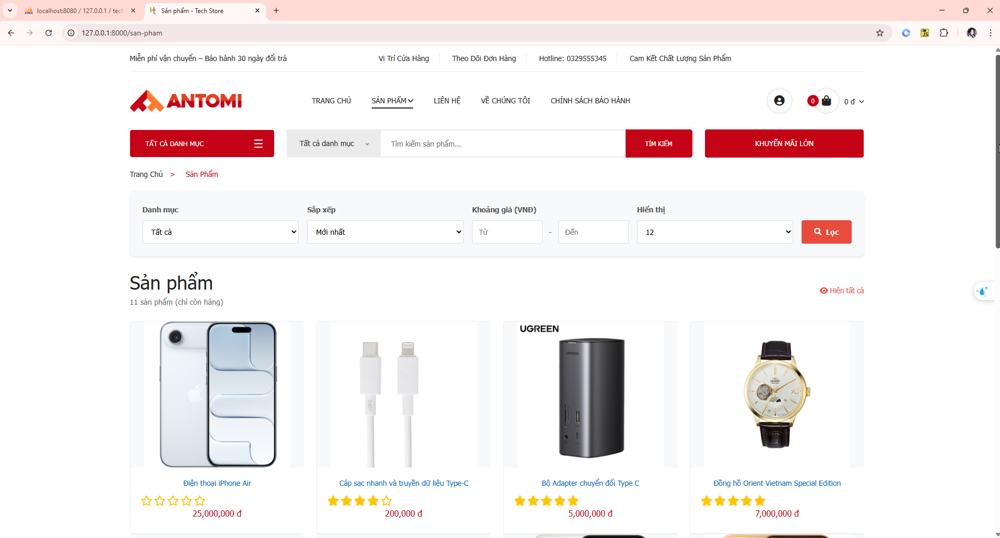 localhost:8080 / 127.0.0.1 / tech
Sản phẩm - Tech Store
127.0.0.1:8000/san-pham
Miễn phí vận chuyển – Bảo hành 30 ngày đổi trả
Vị Trí Cửa Hàng
Theo Dõi Đơn Hàng
Hotline: 0329555345
Cam Kết Chất Lượng Sản Phẩm
ANTOMI
TRANG CHỦ
SẢN PHẨM
LIÊN HỆ
VỀ CHÚNG TÔI
CHÍNH SÁCH BẢO HÀNH
0
0 đ
TẤT CẢ DANH MỤC
Tất cả danh mục
Tìm kiếm sản phẩm...
TÌM KIẾM
KHUYẾN MÃI LỚN
Trang Chủ > Sản Phẩm
Danh mục
Sắp xếp
Khoảng giá (VNĐ)
Hiển thị
Tất cả
Mới nhất
Từ
-
Đến
12
Lọc
Sản phẩm
11 sản phẩm (chỉ còn hàng)
Hiện tất cả
2407
UGREEN
UGREEN
ORIENT
Điện thoại iPhone Air
Cáp sạc nhanh và truyền dữ liệu Type-C
Bộ Adapter chuyển đổi Type C
Đồng hồ Orient Vietnam Special Edition
25,000,000 đ
200,000 đ
5,000,000 đ
7,000,000 đ